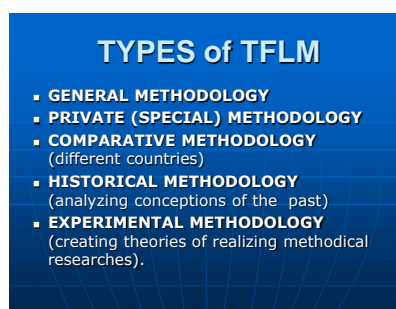 TYPES of TFLM
GENERAL METHODOLOGY
PRIVATE (SPECIAL) METHODOLOGY
COMPARATIVE METHODOLOGY
(different countries)
HISTORICAL METHODOLOGY
(analyzing conceptions of the past)
EXPERIMENTAL METHODOLOGY
(creating theories of realizing methodical
researches).